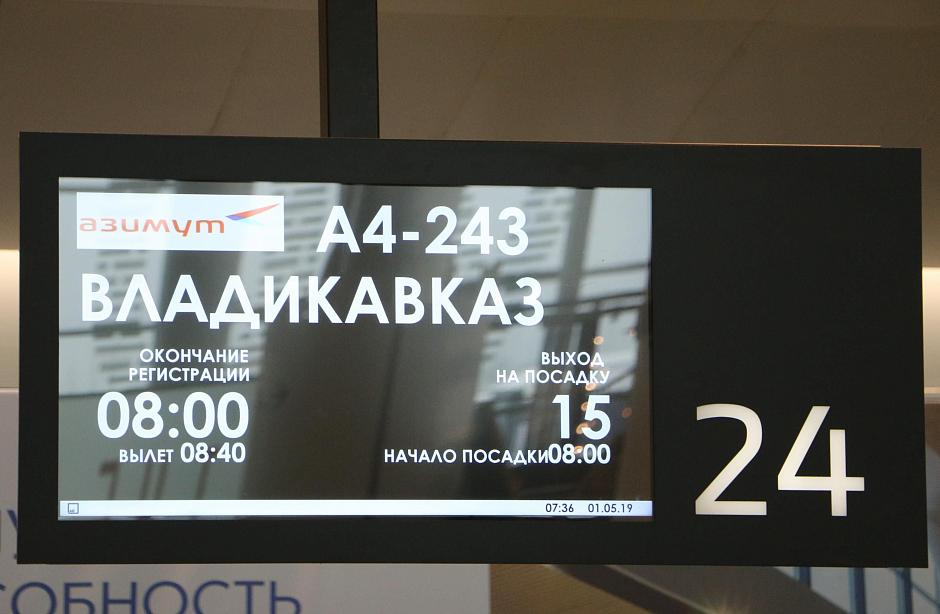 азимут
А4-243
ВЛАДИКАВКАЗ
ОКОНЧАНИЕ
РЕГИСТРАЦИИ
08:00
ВЫЛЕТ 08:40
ВЫХОД
НА ПОСАДКУ
15
НАЧАЛО ПОСАДКИ 08:00
07:36 01.05.19
24